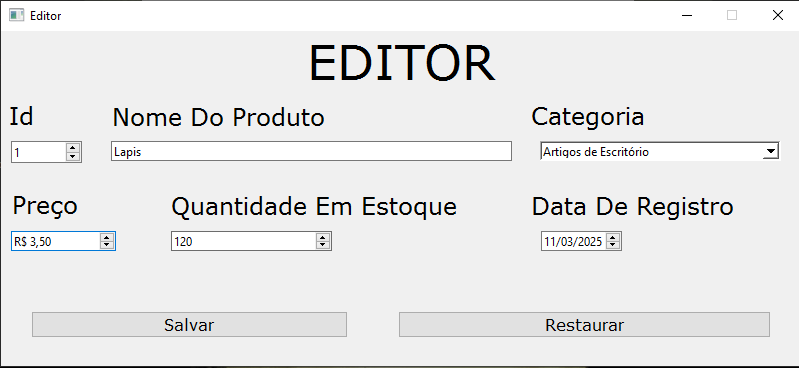 Editor
EDITOR
Id
Nome Do Produto
Categoria
1
Lapis
Artigos de Escritório
Preço
Quantidade Em Estoque
Data De Registro
R$ 3,50
120
11/03/2025
Salvar
Restaurar